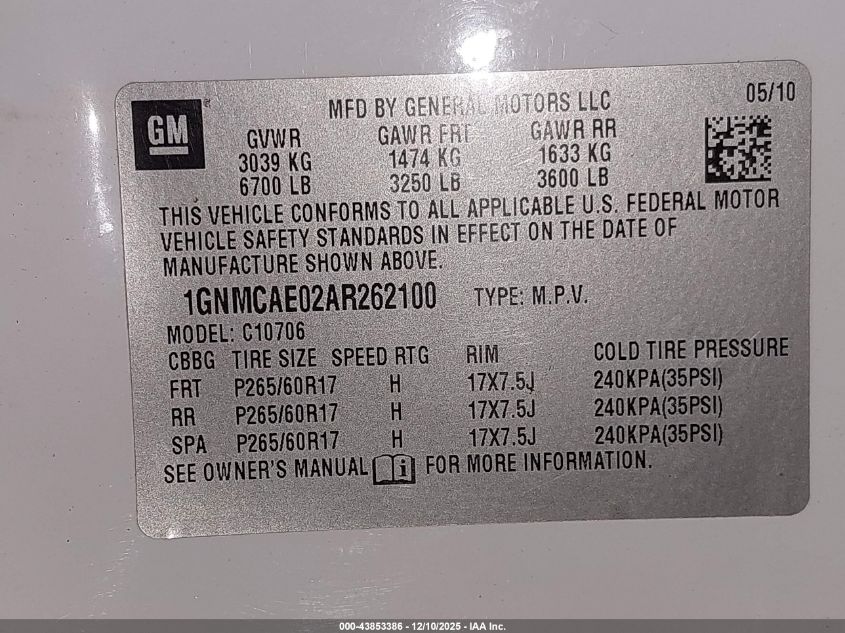 GM
MFD BY GENERAL MOTORS LLC
05/10
GVWR GAWR FRT GAWR RR
3039 KG 1474 KG 1633 KG
6700 LB 3250 LB 3600 LB
THIS VEHICLE CONFORMS TO ALL APPLICABLE U.S. FEDERAL MOTOR
VEHICLE SAFETY STANDARDS IN EFFECT ON THE DATE OF
MANUFACTURE SHOWN ABOVE.
1GNMCAE02AR262100 TYPE: M.P.V.
MODEL: C10706
CBBG TIRE SIZE SPEED RTG RIM COLD TIRE PRESSURE
FRT P265/60R17 H 17X7.5J 240KPA(35PSI)
RR P265/60R17 H 17X7.5J 240KPA(35PSI)
SPA P265/60R17 H 17X7.5J 240KPA(35PSI)
SEE OWNER'S MANUAL i FOR MORE INFORMATION.
000-43853386 - 12/10/2025 - IAA Inc.